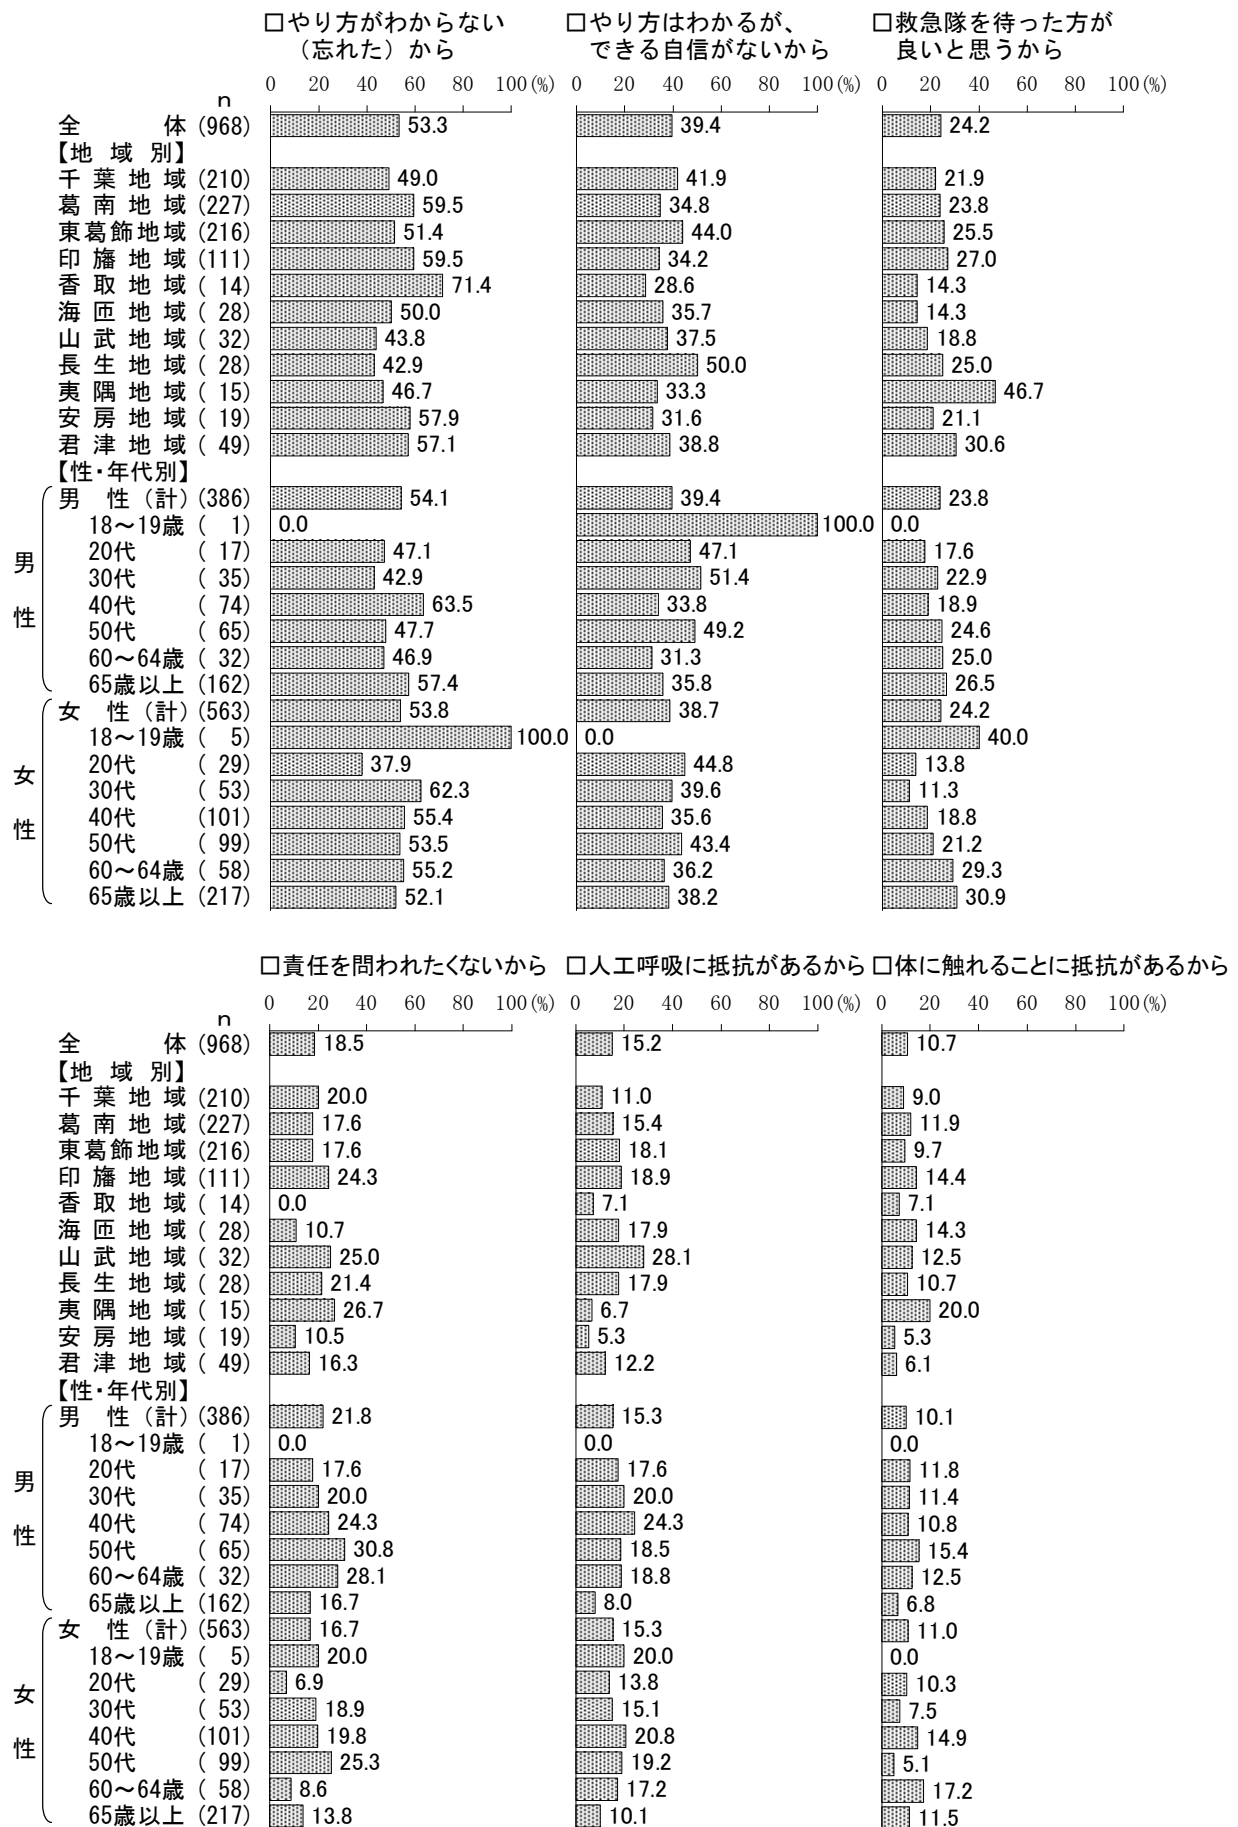 □やり方がわからない □やり方はわかるが、 □救急隊を待った方が
（忘れた）から できる自信がないから 良いと思うから
0 20 40 60 80 100(%) 0 20 40 60 80 100(%) 0 20 40 60 80 100(%)
n
全体(968) 53.3 39.4 24.2
【地域別】
千葉地域(210) 49.0 41.9 21.9
葛南地域(227) 59.5 34.8 23.8
東葛飾地域(216) 51.4 44.0 25.5
印旛地域(111) 59.5 34.2 27.0
香取地域( 14) 71.4 28.6 14.3
海匝地域( 28) 50.0 35.7 14.3
山武地域( 32) 43.8 37.5 18.8
長生地域( 28) 42.9 50.0 25.0
夷隅地域( 15) 46.7 33.3 46.7
安房地域( 19) 57.9 31.6 21.1
君津地域( 49) 57.1 38.8 30.6
【性・年代別】
男性
男性（計）(386) 54.1 39.4 23.8
18～19歳( 1) 0.0 100.0 0.0
20代( 17) 47.1 47.1 17.6
30代( 35) 42.9 51.4 22.9
40代( 74) 63.5 33.8 18.9
50代( 65) 47.7 49.2 24.6
60～64歳( 32) 46.9 31.3 25.0
65歳以上(162) 57.4 35.8 26.5
女性
女性（計）(563) 53.8 38.7 24.2
18～19歳( 5) 100.0 0.0 40.0
20代( 29) 37.9 44.8 13.8
30代( 53) 62.3 39.6 11.3
40代(101) 55.4 35.6 18.8
50代( 99) 53.5 43.4 21.2
60～64歳( 58) 55.2 36.2 29.3
65歳以上(217) 52.1 38.2 30.9
□責任を問われたくないから □人工呼吸に抵抗があるから □体に触れることに抵抗があるから
0 20 40 60 80 100(%) 0 20 40 60 80 100(%) 0 20 40 60 80 100(%)
n
全体(968) 18.5 15.2 10.7
【地域別】
千葉地域(210) 20.0 11.0 9.0
葛南地域(227) 17.6 15.4 11.9
東葛飾地域(216) 17.6 18.1 9.7
印旛地域(111) 24.3 18.9 14.4
香取地域( 14) 0.0 7.1 7.1
海匝地域( 28) 10.7 17.9 14.3
山武地域( 32) 25.0 28.1 12.5
長生地域( 28) 21.4 17.9 10.7
夷隅地域( 15) 26.7 6.7 20.0
安房地域( 19) 10.5 5.3 5.3
君津地域( 49) 16.3 12.2 6.1
【性・年代別】
男性
男性（計）(386) 21.8 15.3 10.1
18～19歳( 1) 0.0 0.0 0.0
20代( 17) 17.6 17.6 11.8
30代( 35) 20.0 20.0 11.4
40代( 74) 24.3 24.3 10.8
50代( 65) 30.8 18.5 15.4
60～64歳( 32) 28.1 18.8 12.5
65歳以上(162) 16.7 8.0 6.8
女性
女性（計）(563) 16.7 15.3 11.0
18～19歳( 5) 20.0 20.0 0.0
20代( 29) 6.9 13.8 10.3
30代( 53) 18.9 15.1 7.5
40代(101) 19.8 20.8 14.9
50代( 99) 25.3 19.2 5.1
60～64歳( 58) 8.6 17.2 17.2
65歳以上(217) 13.8 10.1 11.5